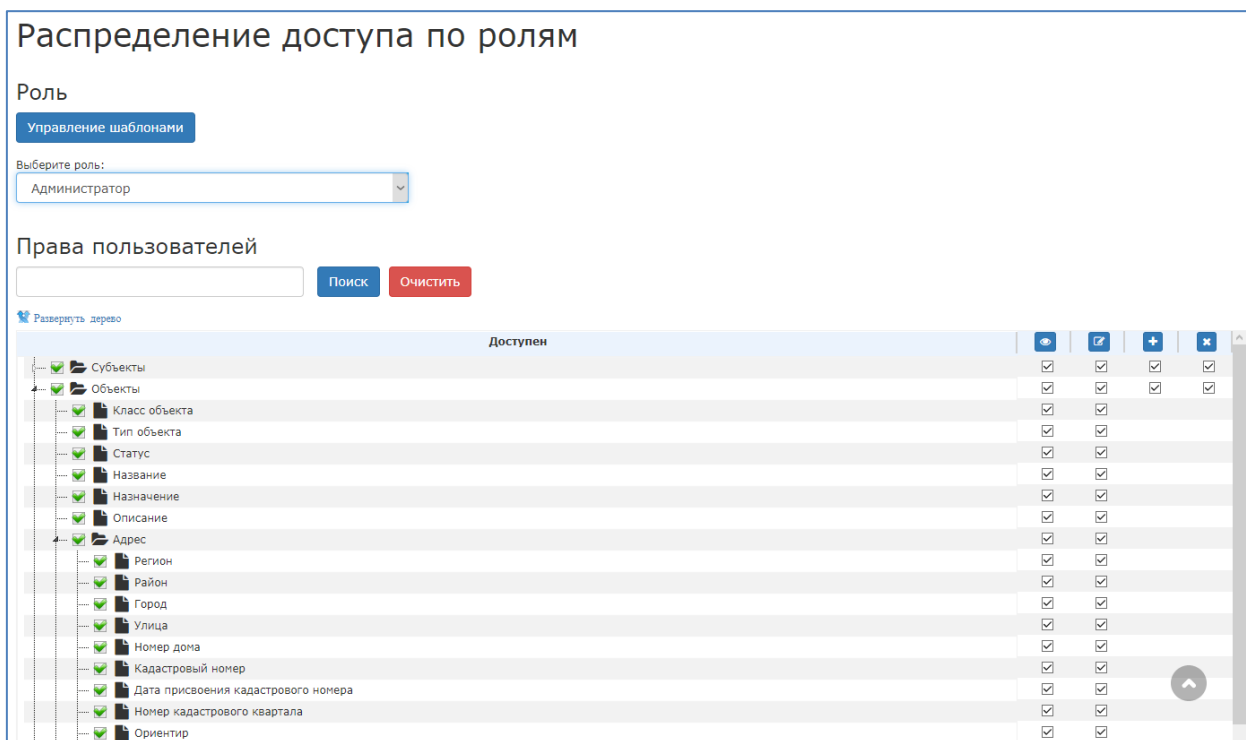 Распределение доступа по ролям
Роль
Управление шаблонами
Выберите роль:
Администратор
Права пользователей
Поиск Очистить
Развернуть дерево
Доступен
Субъекты
Объекты
Класс объекта
Тип объекта
Статус
Название
Назначение
Описание
Адрес
Регион
Район
Город
Улица
Номер дома
Кадастровый номер
Дата присвоения кадастрового номера
Номер кадастрового квартала
Ориентир